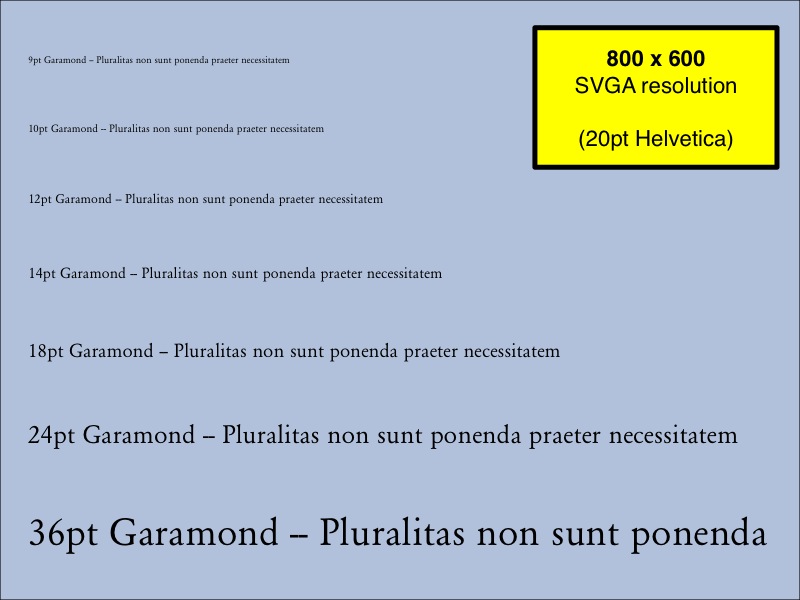 9pt Garamond – Pluralitas non sunt ponenda praeter necessitatem
800 x 600
SVGA resolution
(20pt Helvetica)
10pt Garamond – Pluralitas non sunt ponenda praeter necessitatem
12pt Garamond – Pluralitas non sunt ponenda praeter necessitatem
14pt Garamond – Pluralitas non sunt ponenda praeter necessitatem
18pt Garamond – Pluralitas non sunt ponenda praeter necessitatem
24pt Garamond – Pluralitas non sunt ponenda praeter necessitatem
36pt Garamond – Pluralitas non sunt ponenda